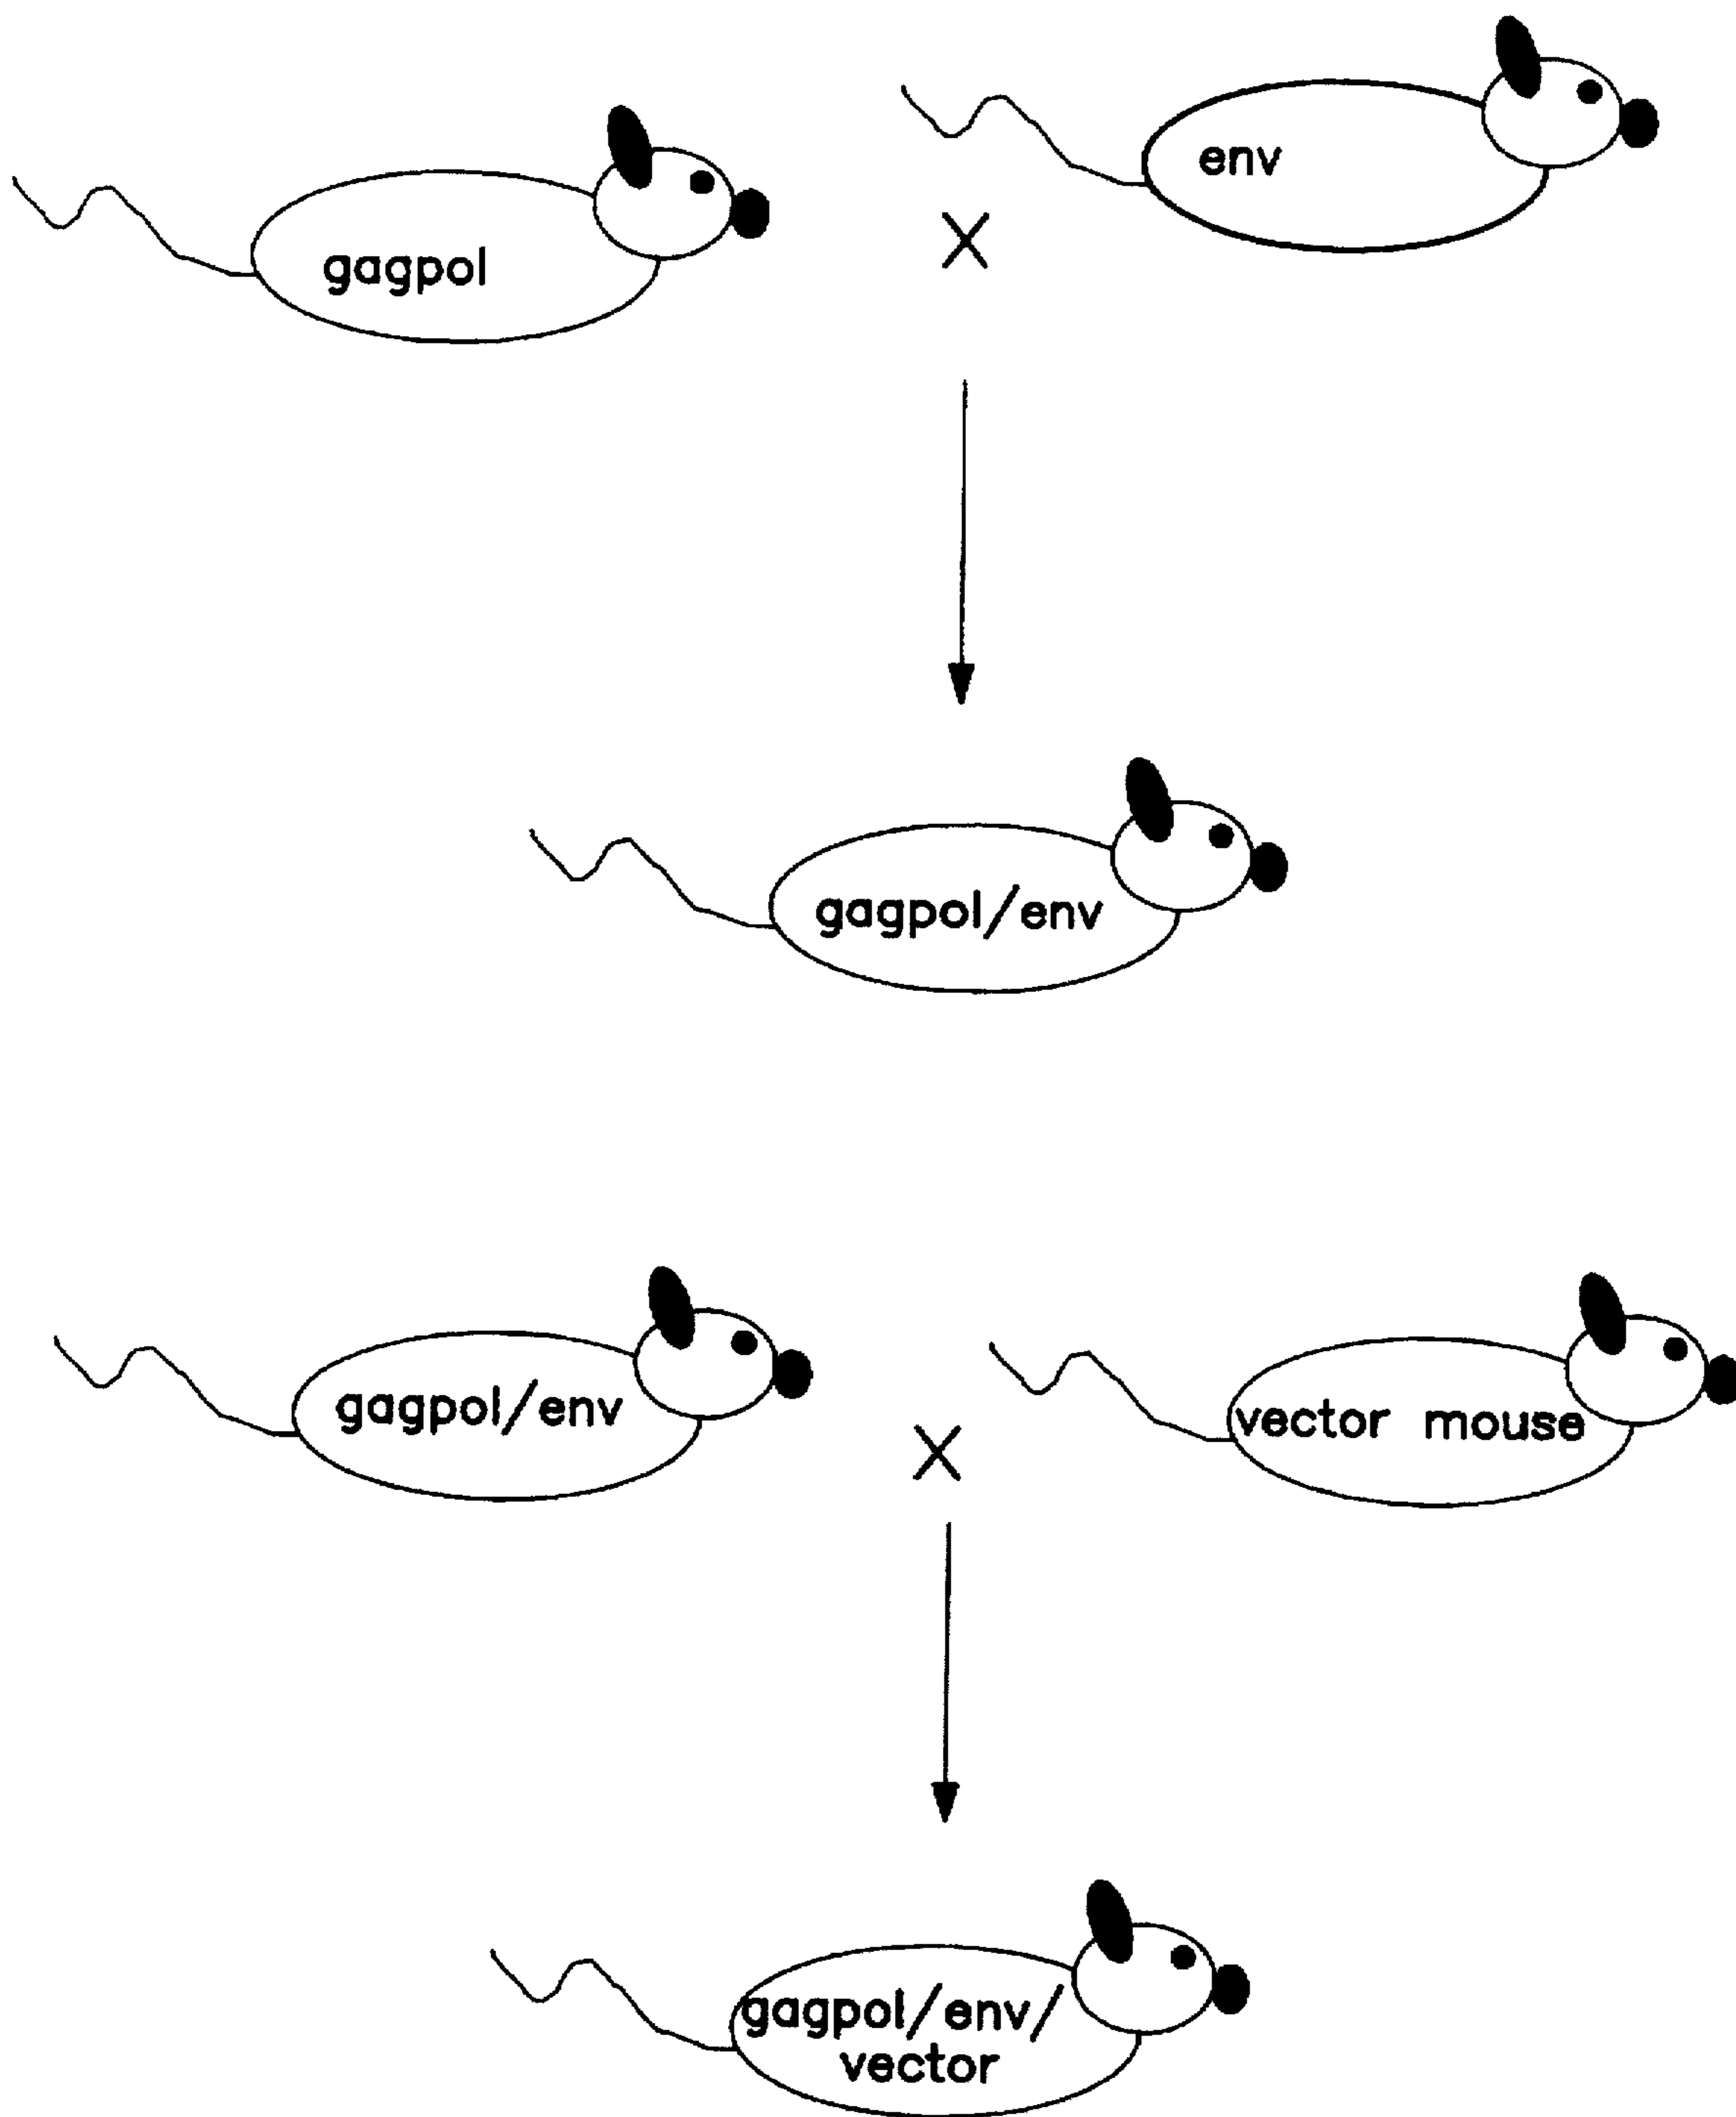 env
gagpol
X
gagpol/env
gagpol/env
vector mouse
X
gagpol/env/
vector